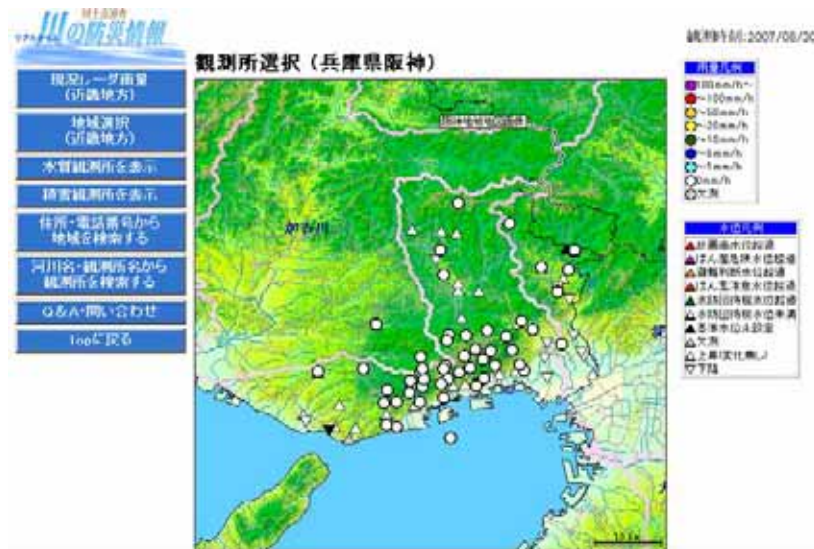 国土交通省
リアルタイム 川の防災情報
観測時刻:2007/08/30
観測所選択（兵庫県阪神）
現況レーダ雨量
（近畿地方）
地域選択
（近畿地方）
水質観測所を表示
積雪観測所を表示
住所・電話番号から
地域を検索する
河川名・観測所名から
観測所を検索する
Q&A・問い合わせ
Topに戻る
加古川
雨量凡例
100mm/h～
～100mm/h
～50mm/h
～20mm/h
～10mm/h
～5mm/h
～1mm/h
0mm/h
欠測
水位凡例
計画高水位超過
はん濫危険水位超過
避難判断水位超過
はん濫注意水位超過
水防団待機水位超過
水防団待機水位未満
基準水位未設定
欠測
上昇(変化無し)
下降